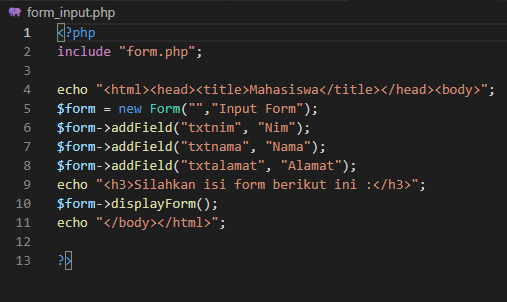 form_input.php
1 <?php
2 include "form.php";
3
4 echo "<html><head><title>Mahasiswa</title></head><body>";
5 $form = new Form("","Input Form");
6 $form->addField("txtnim", "Nim");
7 $form->addField("txtnama", "Nama");
8 $form->addField("txtalamat", "Alamat");
9 echo "<h3>Silahkan isi form berikut ini :</h3>";
10 $form->displayForm();
11 echo "</body></html>";
12
13 ?>